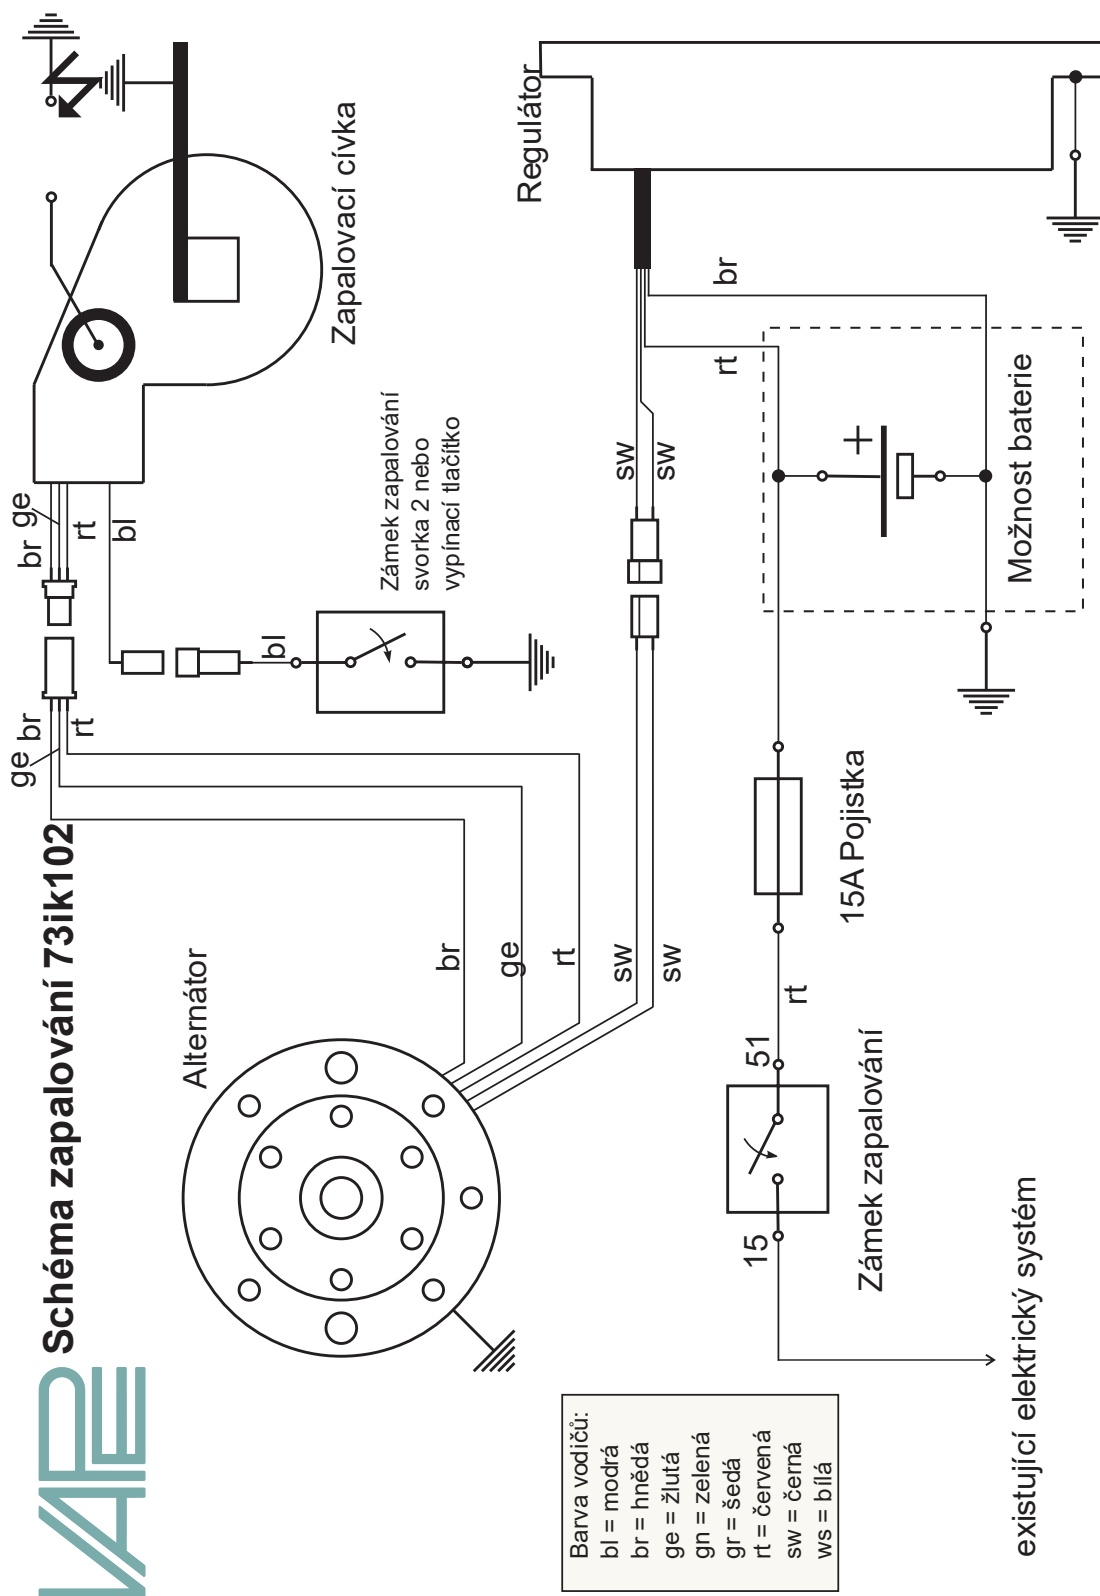 VAPE
Schéma zapalování 73ik102
Alternátor
br
ge
rt
sw
sw
ge
br
rt
br
ge
rt
bl
bl
Zapalovací cívka
Zámek zapalování
svorka 2 nebo
vypínací tlačítko
Regulátor
sw
sw
rt
br
+
Možnost baterie
15A Pojistka
rt
51
15
Zámek zapalování
existující elektrický systém
Barva vodičů:
bl = modrá
br = hnědá
ge = žlutá
gn = zelená
gr = šedá
rt = červená
sw = černá
ws = bílá